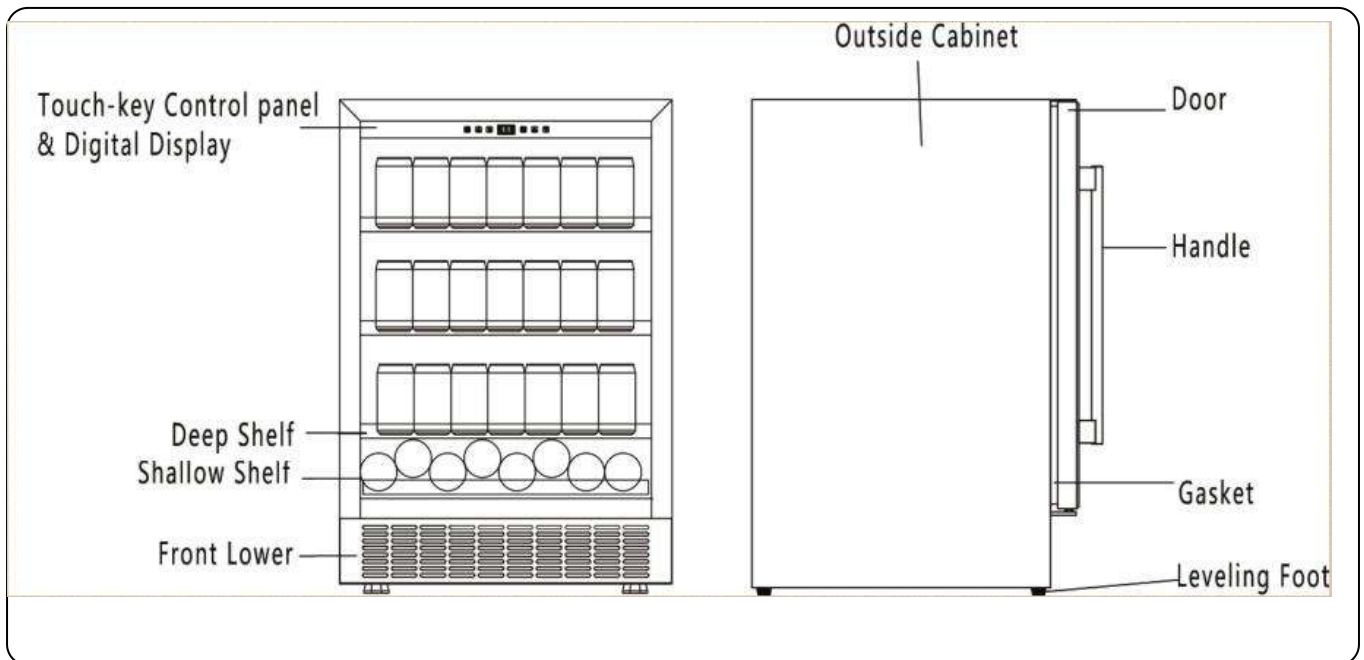 Outside Cabinet
Touch-key Control panel
& Digital Display
Door
Handle
Deep Shelf
Shallow Shelf
Gasket
Front Lower
Leveling Foot